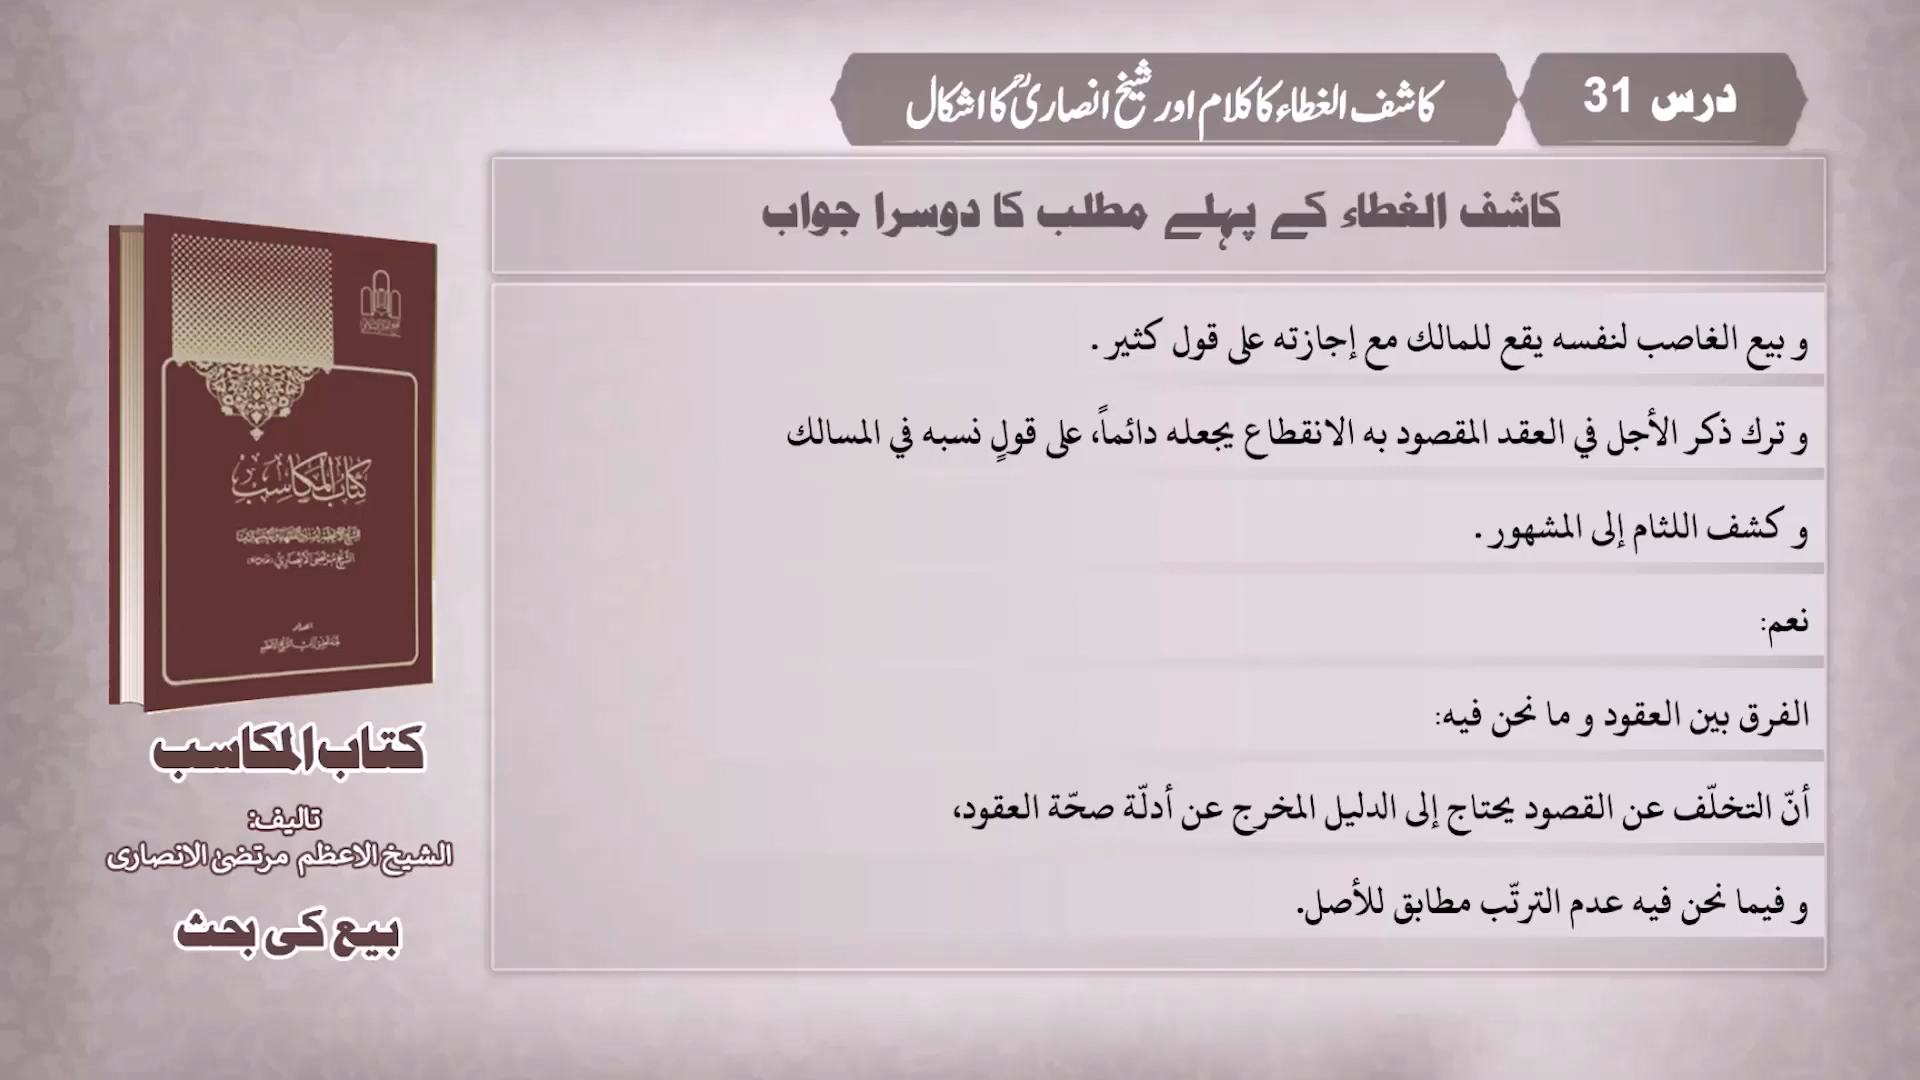 درس 31
کاشف الغطاء کا کلام اور شیخ انصاریؒ کا اشکال
کاشف الغطاء کے پہلے مطلب کا دوسرا جواب
و بيع الغاصب لنفسه يقع للمالك مع إجازته على قول كثير .
و ترك ذكر الأجل في العقد المقصود به الانقطاع يجعله دائماً، على قولٍ نسبه في المسالك
و كشف اللثام إلى المشهور .
نعم:
الفرق بين العقود و ما نحن فيه:
أنّ التخلّف عن القصود يحتاج إلى الدليل المخرج عن أدلّة صحّة العقود،
و فيما نحن فيه عدم الترتّب مطابق للأصل.
كتاب المكاسب
کتاب المکاسب
تالیف:
الشیخ الاعظم مرتضیٰ الانصاری
بیع کی بحث